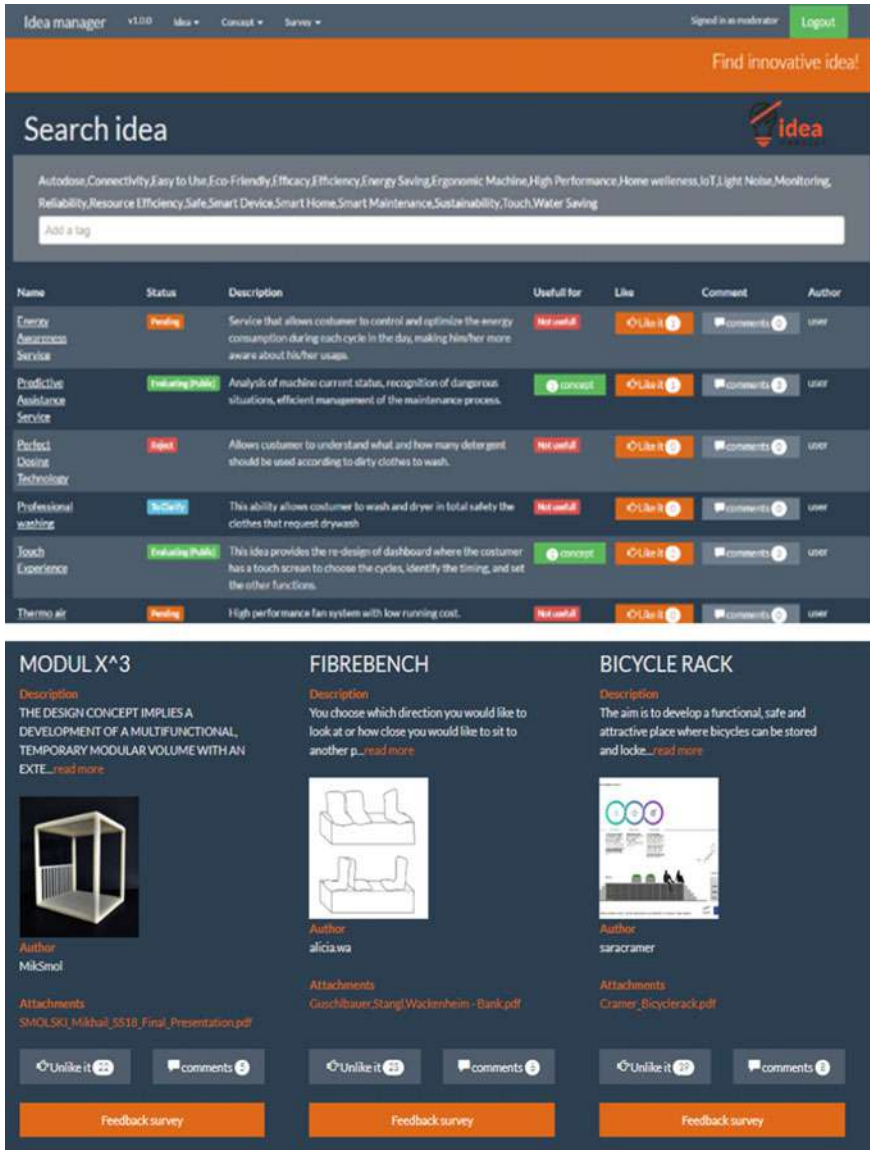 Idea manager v1.0.0 Idea Concept Survey Signed in as moderator Logout
Find innovative idea!
Search idea
idea
Autodose,Connectivity,Easy to Use,Eco-Friendly,Efficacy,Efficiency,Energy Saving,Ergonomic Machine,High Performance,Home welleness,IoT,Light Noise,Monitoring,
Reliability,Resource Efficiency,Safe,Smart Device,Smart Home,Smart Maintenance,Sustainability,Touch,Water Saving
Add a tag
Name Status Description Usefull for Like Comment Author
Energy Awareness Service Pending Service that allows costumer to control and optimize the energy Not usefull Like it comments user
consumption during each cycle in the day, making him/her more
aware about his/her usage.
Predictive Assistance Service Evaluating (Public) Analysis of machine current status, recognition of dangerous concept Like it comments user
situations, efficient management of the maintenance process.
Perfect Dosing Technology Reject Allows costumer to understand what and how many detergent Not usefull Like it comments user
should be used according to dirty clothes to wash.
Professional washing To Clarify This ability allows costumer to wash and dryer in total safety the Not usefull Like it comments user
clothes that request drywash
Touch Experience Evaluating (Public) This idea provides the re-design of dashboard where the costumer concept Like it comments user
has a touch screan to choose the cycles, identify the timing, and set
the other functions.
Thermo air Pending High performance fan system with low running cost. Not usefull Like it comments user
MODUL X^3
Description
THE DESIGN CONCEPT IMPLIES A
DEVELOPMENT OF A MULTIFUNCTIONAL,
TEMPORARY MODULAR VOLUME WITH AN
EXTE...read more
Author
MikSmol
Attachments
SMOLSKI_Mikhail_SS18_Final_Presentation.pdf
Unlike it 22 comments
Feedback survey
FIBREBENCH
Description
You choose which direction you would like to
look at or how close you would like to sit to
another p...read more
Author
alicia.wa
Attachments
Guschlbauer,Stangl,Wackenheim - Bank.pdf
Unlike it comments
Feedback survey
BICYCLE RACK
Description
The aim is to develop a functional, safe and
attractive place where bicycles can be stored
and locke...read more
Author
saracramer
Attachments
Cramer_Bicyclerack.pdf
Unlike it comments
Feedback survey